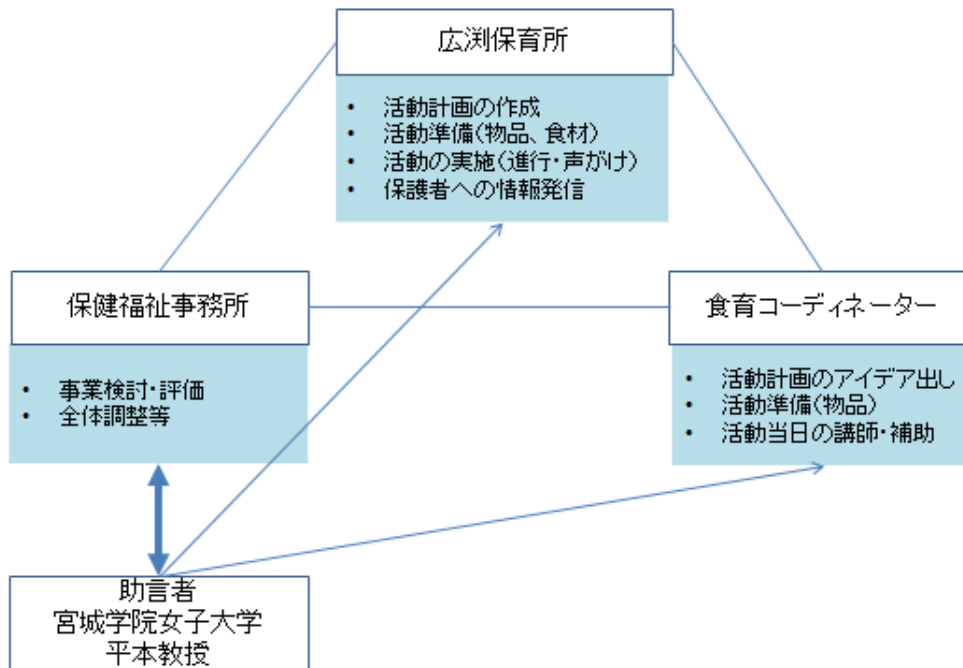 広渕保育所
• 活動計画の作成
• 活動準備(物品、食材)
• 活動の実施(進行・声がけ)
• 保護者への情報発信
保健福祉事務所
• 事業検討・評価
• 全体調整等
食育コーディネーター
• 活動計画のアイデア出し
• 活動準備(物品)
• 活動当日の講師・補助
助言者
宮城学院女子大学
平本教授